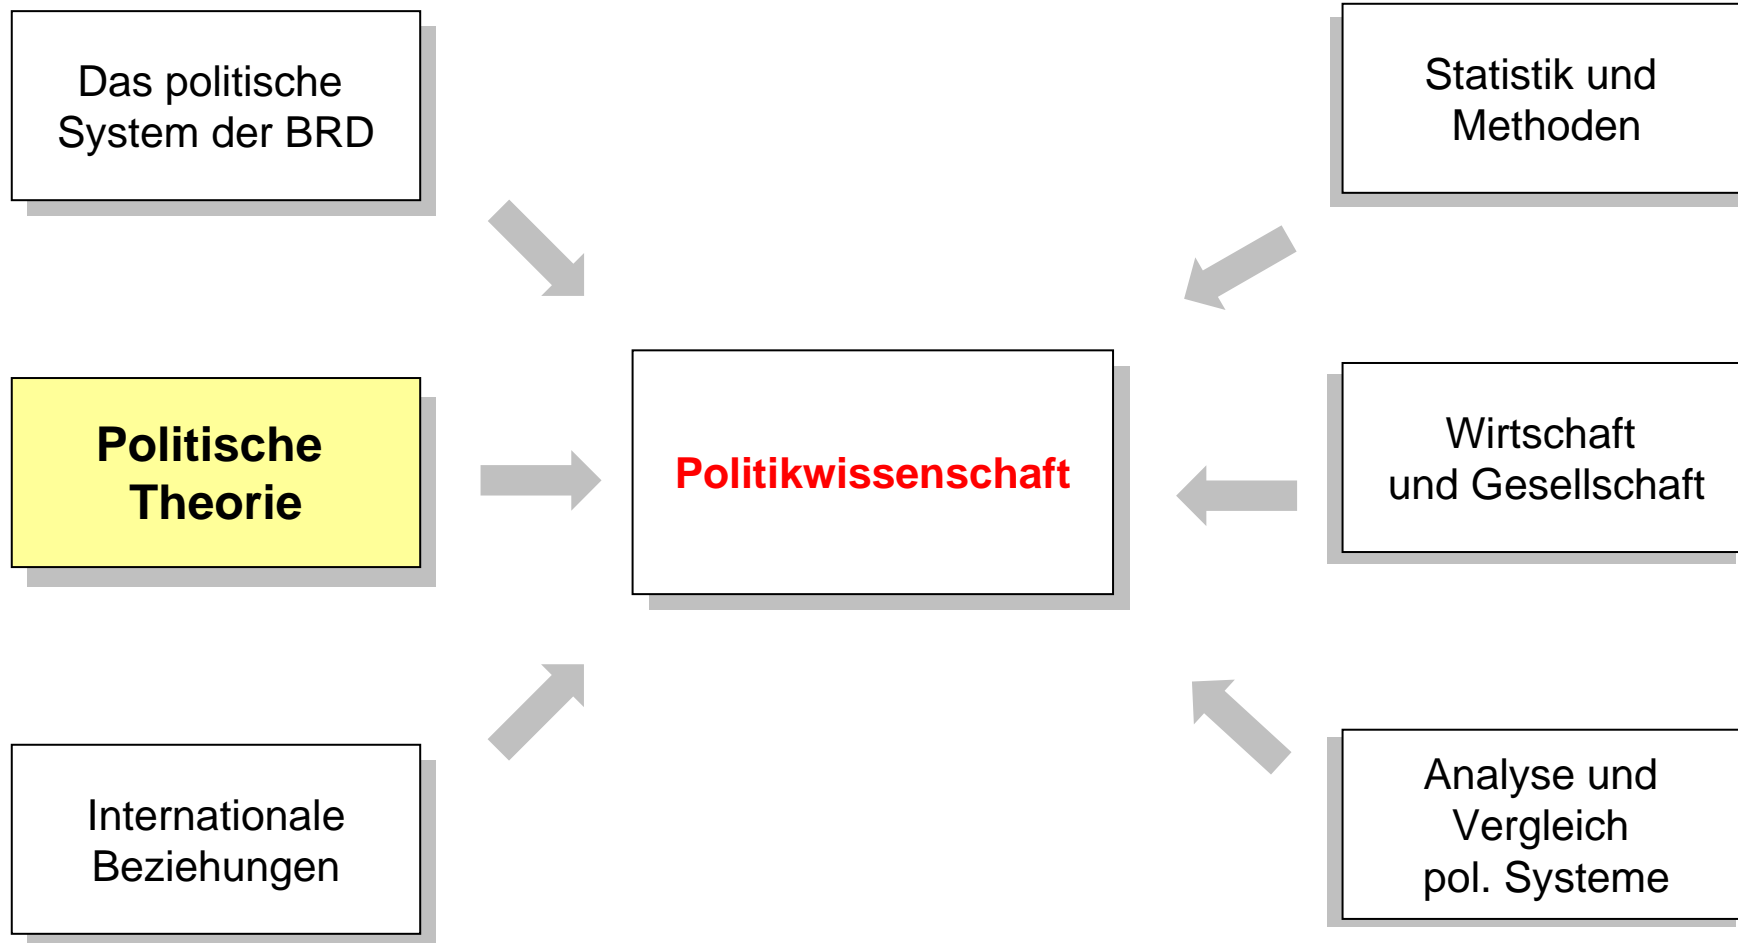 Das politische
System der BRD
Statistik und
Methoden
Politische
Theorie
Politikwissenschaft
Wirtschaft
und Gesellschaft
Internationale
Beziehungen
Analyse und
Vergleich
pol. Systeme